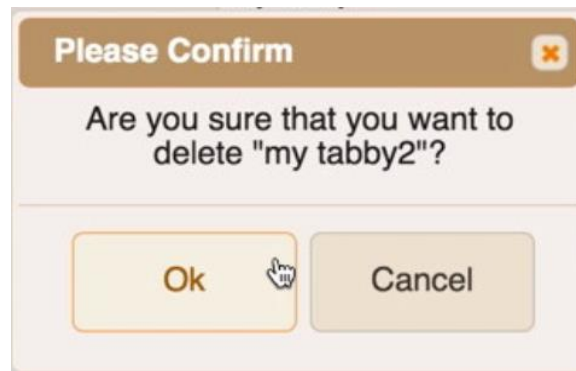 Please Confirm
Are you sure that you want to
delete "my tabby2"?
Ok
Cancel